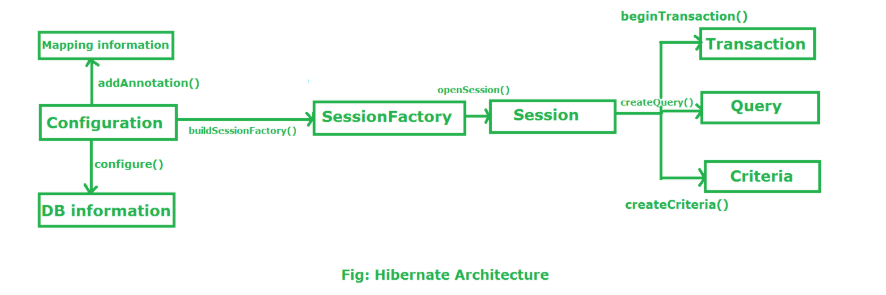 beginTransaction()
Mapping information
Transaction
addAnnotation()
openSession()
createQuery()
Query
Configuration
SessionFactory
Session
buildSessionFactory()
configure()
Criteria
DB information
createCriteria()
Fig: Hibernate Architecture